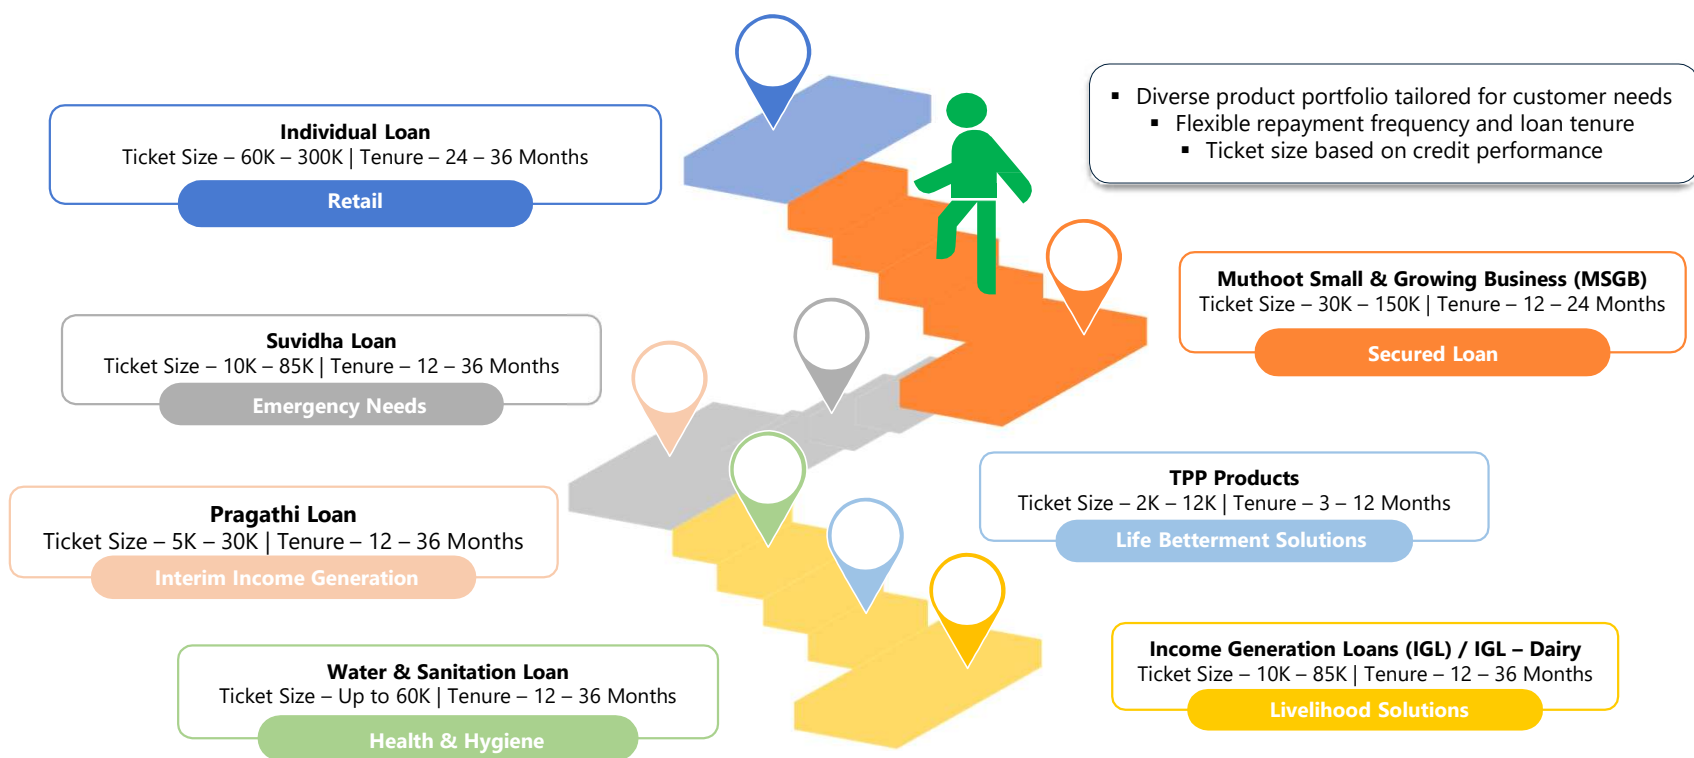 Individual Loan
Ticket Size – 60K – 300K | Tenure – 24 – 36 Months
Retail
▪ Diverse product portfolio tailored for customer needs
▪ Flexible repayment frequency and loan tenure
▪ Ticket size based on credit performance
Muthoot Small & Growing Business (MSGB)
Ticket Size – 30K – 150K | Tenure – 12 – 24 Months
Secured Loan
Suvidha Loan
Ticket Size – 10K – 85K | Tenure – 12 – 36 Months
Emergency Needs
TPP Products
Ticket Size – 2K – 12K | Tenure – 3 – 12 Months
Life Betterment Solutions
Pragathi Loan
Ticket Size – 5K – 30K | Tenure – 12 – 36 Months
Interim Income Generation
Income Generation Loans (IGL) / IGL – Dairy
Ticket Size – 10K – 85K | Tenure – 12 – 36 Months
Livelihood Solutions
Water & Sanitation Loan
Ticket Size – Up to 60K | Tenure – 12 – 36 Months
Health & Hygiene